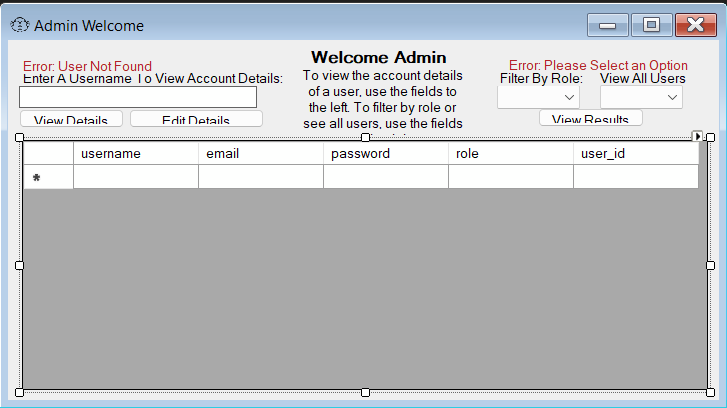 Admin Welcome
Error: User Not Found
Enter A Username To View Account Details:
View Details
Edit Details
Welcome Admin
To view the account details
of a user, use the fields to
the left. To filter by role or
see all users, use the fields
Error: Please Select an Option
Filter By Role:
View All Users
View Results
username email password role user_id
*